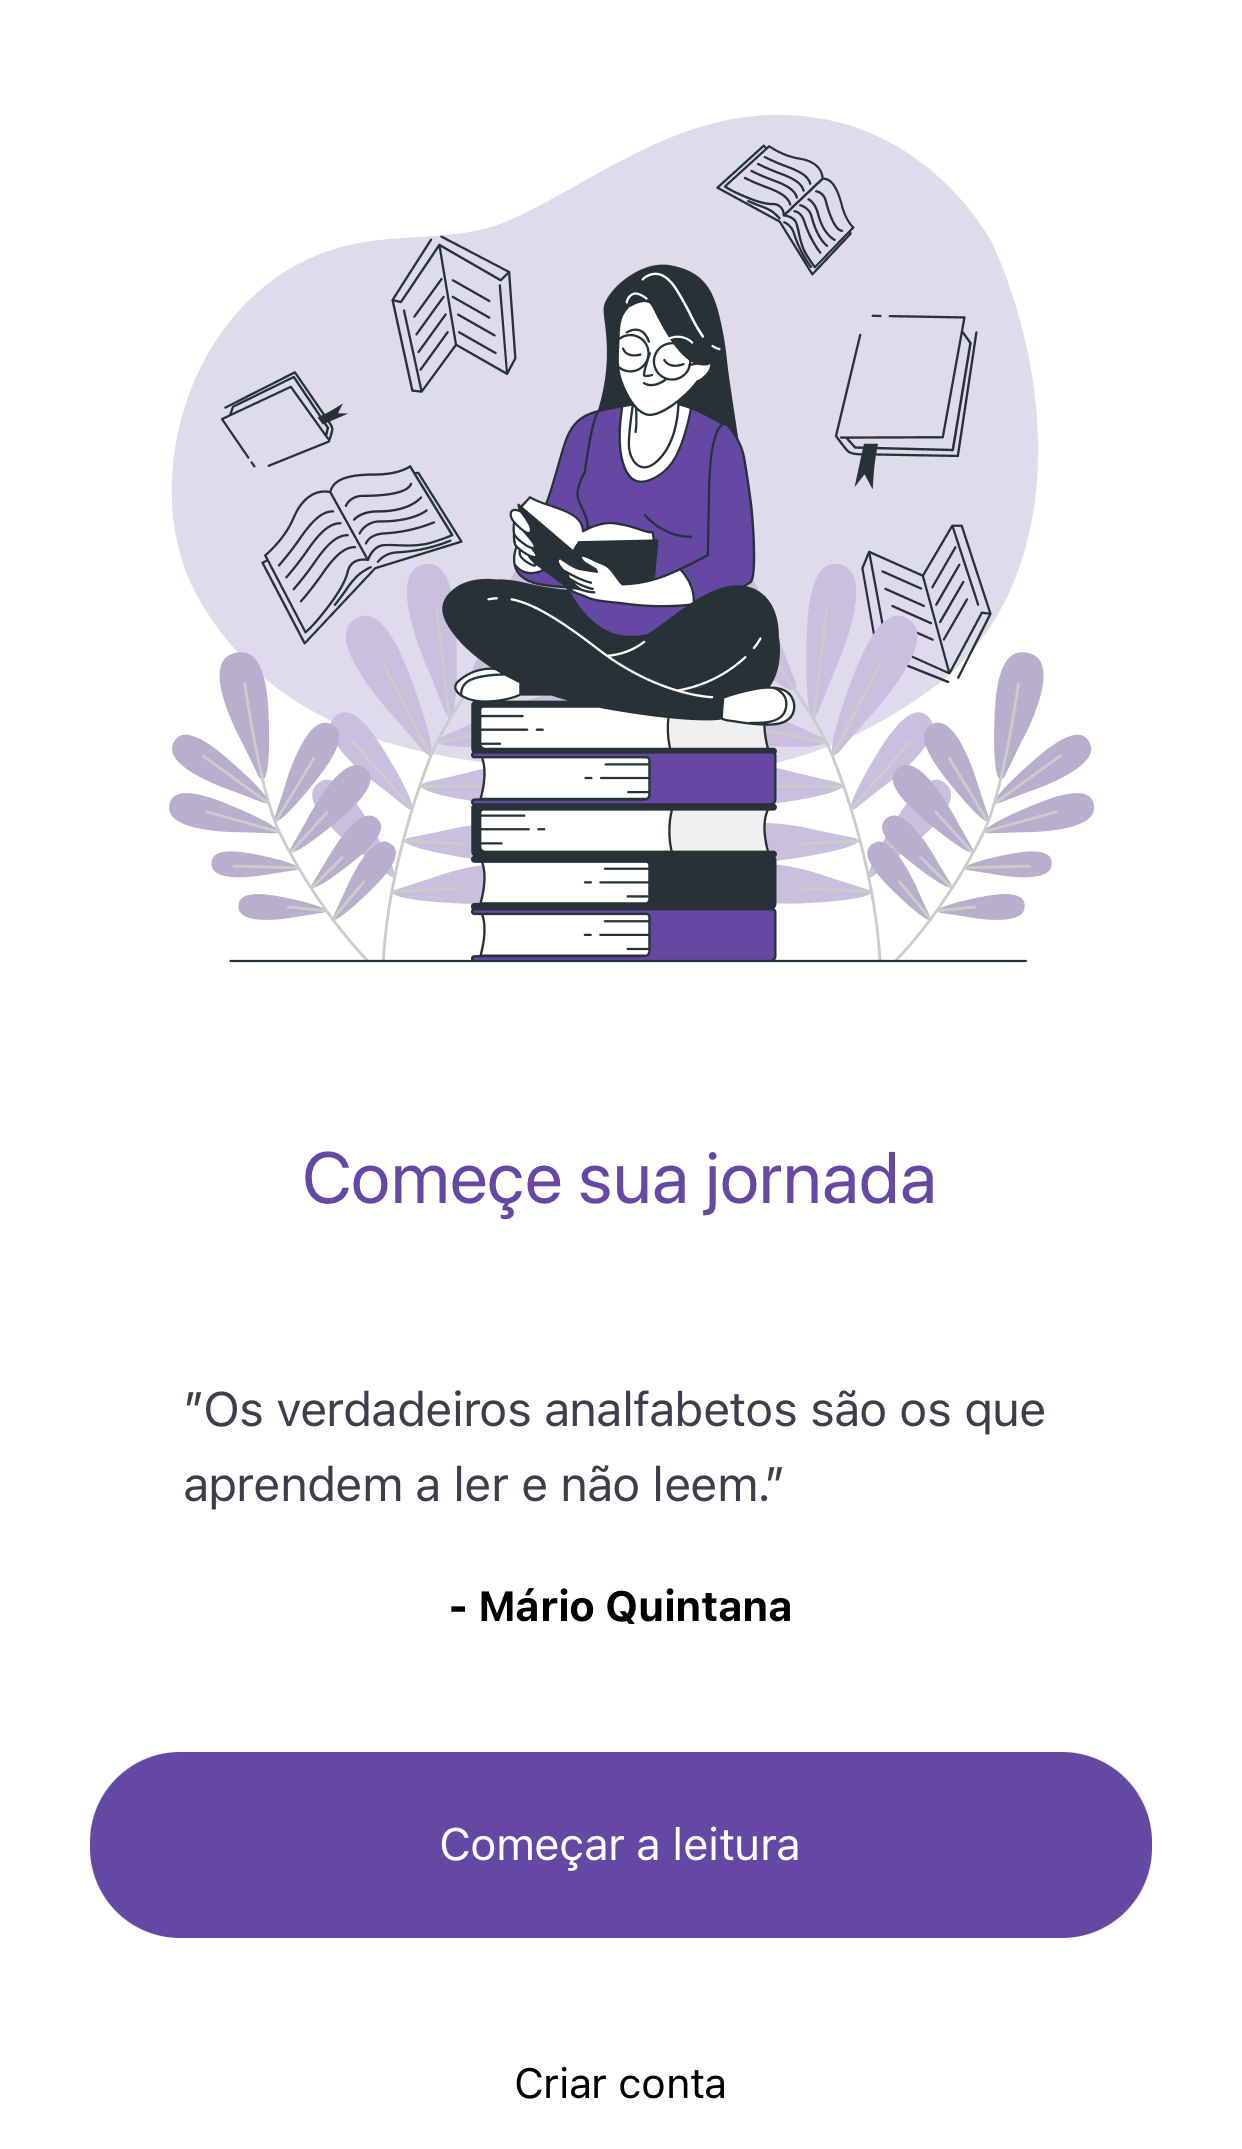 Começe sua jornada
"Os verdadeiros analfabetos são os que
aprendem a ler e não leem."
- Mário Quintana
Começar a leitura
Criar conta